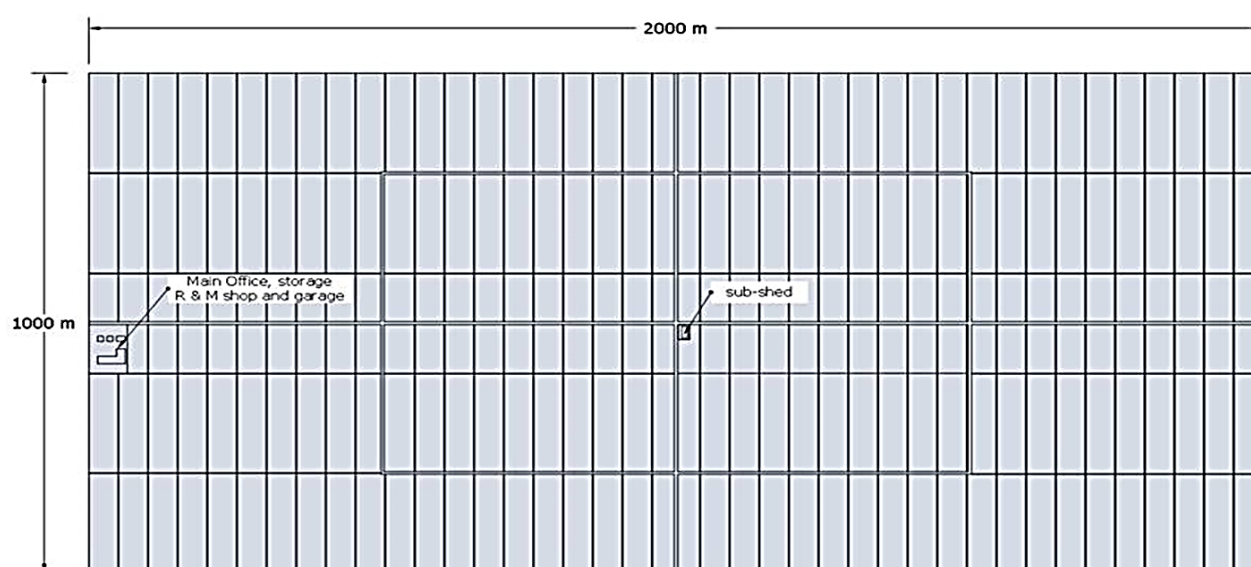 2000 m
Main Office, storage
R & M shop and garage
sub-shed
1000 m